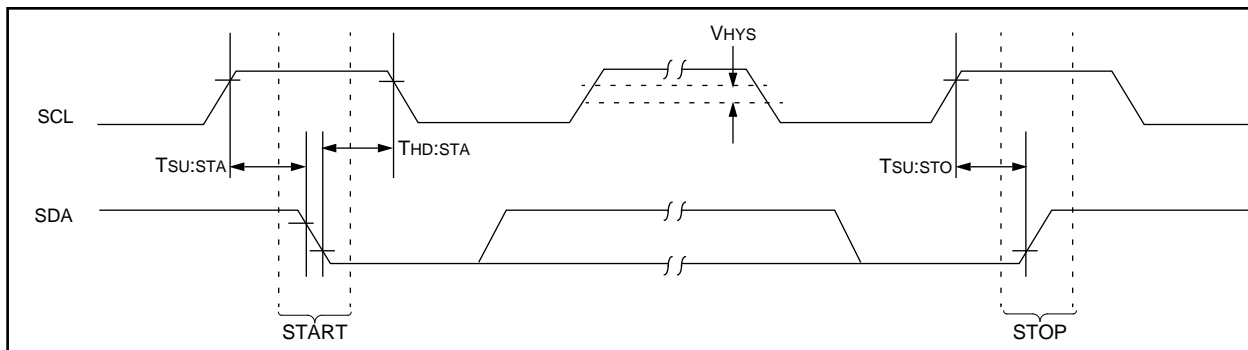 VHYS
SCL
TSU:STA
THD:STA
TSU:STO
SDA
START
STOP